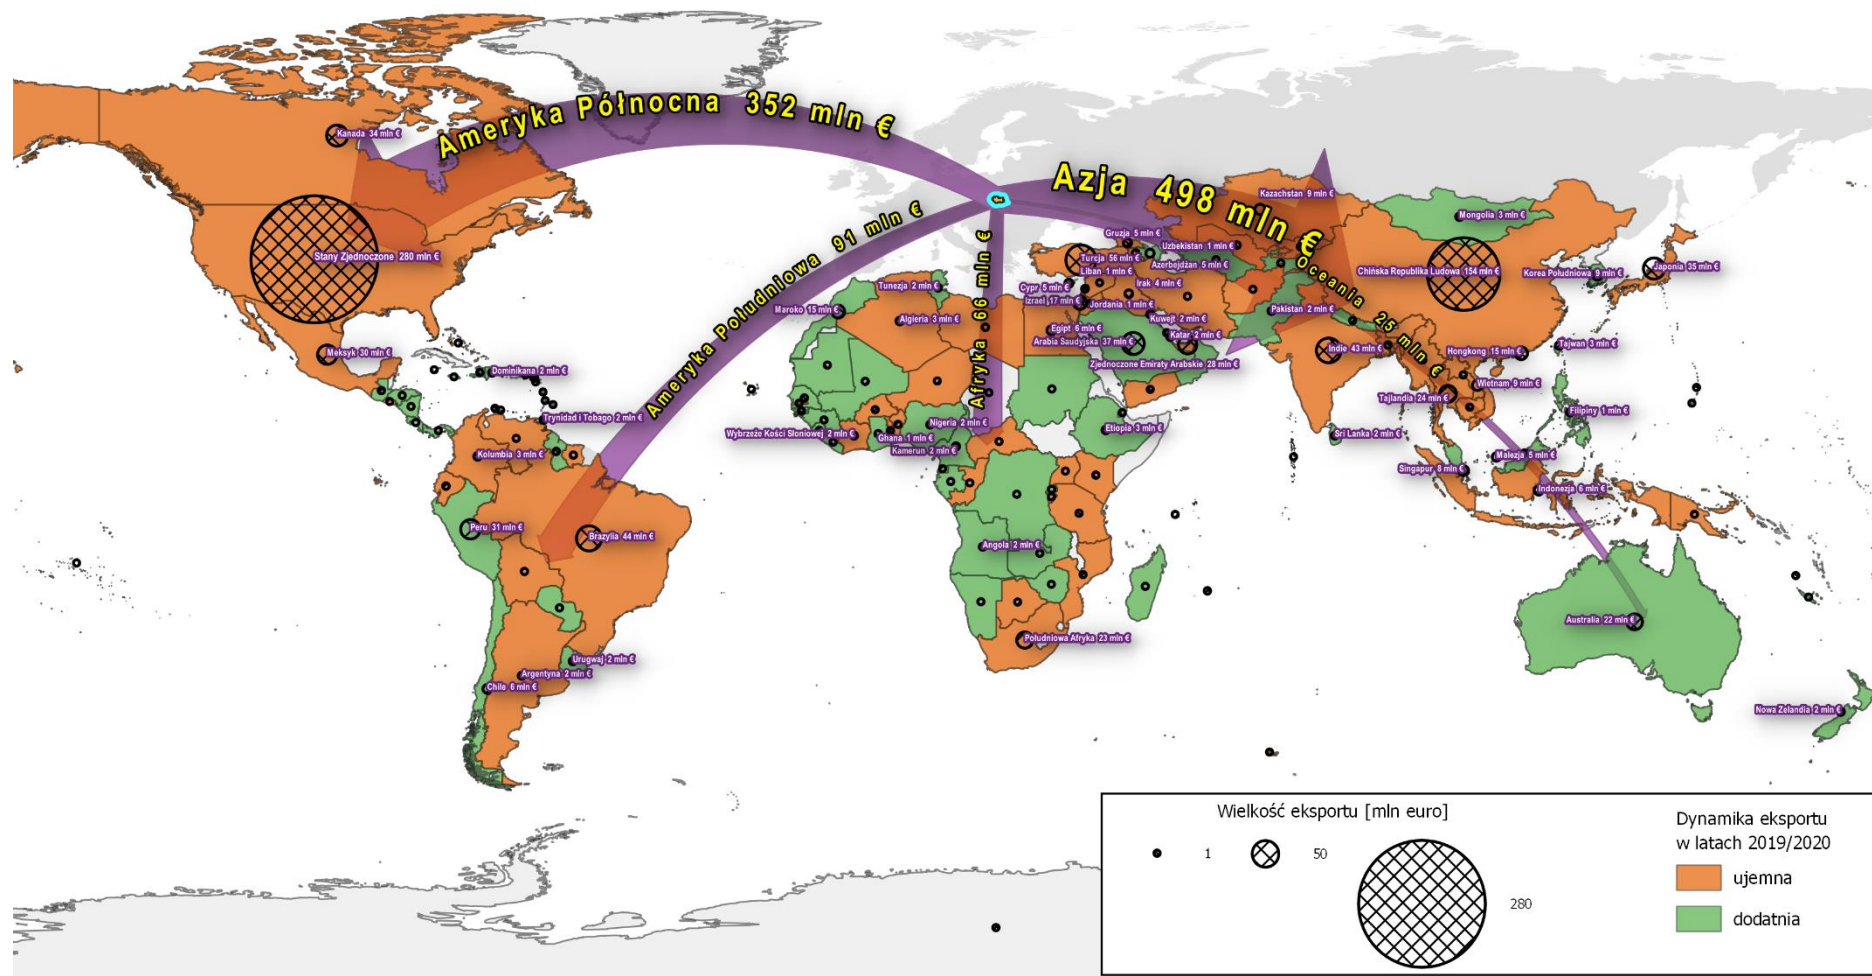 Ameryka Północna 352 mln €
Kanada 34 mln €
Azja 498 mln €
Kazachstan 9 mln €
Mongolia 3 mln €
Ameryka Południowa 91 mln €
Afryka 66 mln €
Oceania 25 mln €
Gruzja 5 mln €
Uzbekistan 1 mln €
Stany Zjednoczone 280 mln €
Turcja 56 mln €
Azerbejdżan 5 mln €
Liban 1 mln €
Chińska Republika Ludowa 154 mln €
Korea Południowa 9 mln €
Japonia 35 mln €
Tunezja 2 mln €
Cypr 5 mln €
Irak 4 mln €
Izrael 17 mln €
Jordania 1 mln €
Maroko 15 mln €
Algieria 3 mln €
Kuwejt 2 mln €
Pakistan 2 mln €
Egipt 6 mln €
Katar 2 mln €
Arabia Saudyjska 37 mln €
Indie 43 mln €
Hongkong 15 mln €
Tajwan 3 mln €
Meksyk 30 mln €
Zjednoczone Emiraty Arabskie 28 mln €
Dominikana 2 mln €
Wietnam 9 mln €
Tajlandia 24 mln €
Trynidad i Tobago 2 mln €
Filipiny 1 mln €
Nigeria 2 mln €
Wybrzeże Kości Słoniowej 2 mln €
Etiopia 3 mln €
Sri Lanka 2 mln €
Ghana 1 mln €
Kamerun 2 mln €
Kolumbia 3 mln €
Malezja 5 mln €
Singapur 8 mln €
Indonezja 6 mln €
Peru 31 mln €
Brazylia 44 mln €
Angola 2 mln €
Australia 22 mln €
Południowa Afryka 23 mln €
Urugwaj 2 mln €
Argentyna 2 mln €
Chile 6 mln €
Nowa Zelandia 2 mln €
Wielkość eksportu [mln euro]
1
50
280
Dynamika eksportu
w latach 2019/2020
ujemna
dodatnia